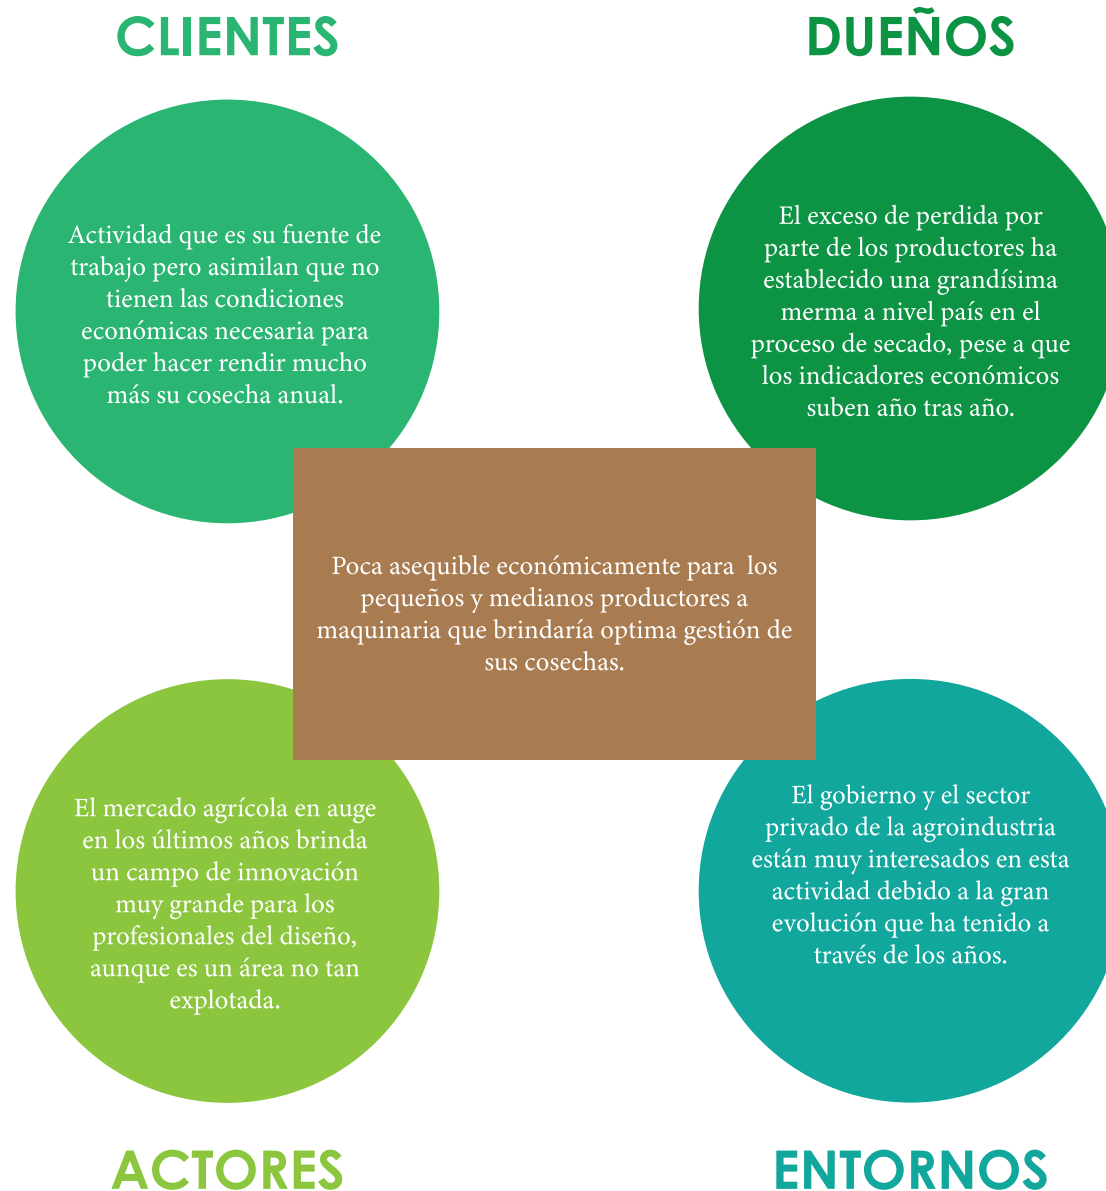 CLIENTES
Actividad que es su fuente de
trabajo pero asimilan que no
tienen las condiciones
económicas necesaria para
poder hacer rendir mucho
más su cosecha anual.
DUEÑOS
El exceso de perdida por
parte de los productores ha
establecido una grandísima
merma a nivel país en el
proceso de secado, pese a que
los indicadores económicos
suben año tras año.
Poca asequible económicamente para  los
pequeños y medianos productores a
maquinaria que brindaría optima gestión de
sus cosechas.
El mercado agrícola en auge
en los últimos años brinda
un campo de innovación
muy grande para los
profesionales del diseño,
aunque es un área no tan
explotada.
ACTORES
El gobierno y el sector
privado de la agroindustria
están muy interesados en esta
actividad debido a la gran
evolución que ha tenido a
través de los años.
ENTORNOS